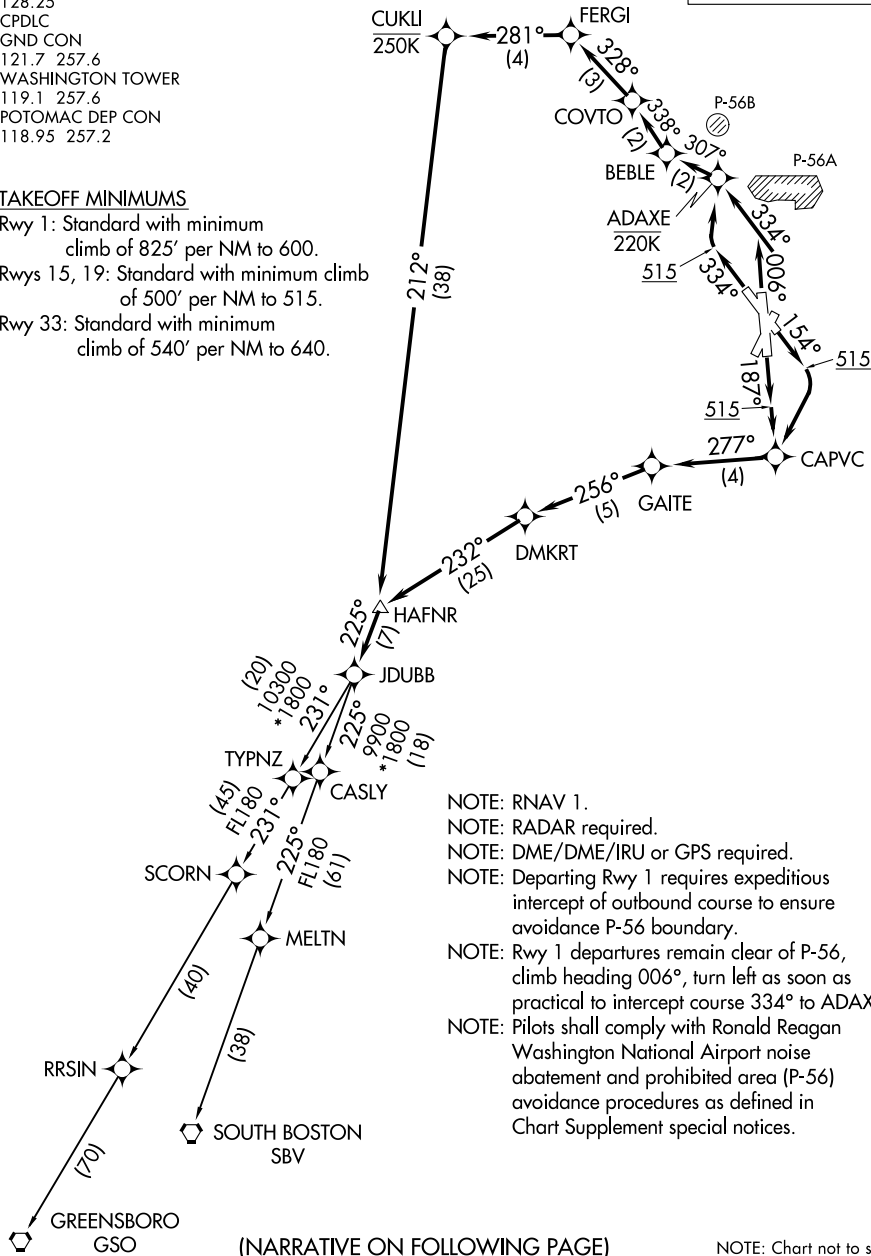 128.25
CPDLC
GND CON
121.7 257.6
WASHINGTON TOWER
119.1 257.6
POTOMAC DEP CON
118.95 257.2
TAKEOFF MINIMUMS
Rwy 1: Standard with minimum
climb of 825' per NM to 600.
Rwys 15, 19: Standard with minimum climb
of 500' per NM to 515.
Rwy 33: Standard with minimum
climb of 540' per NM to 640.
CUKLI
250K
281°
(4)
FERGI
328°
(3)
COVTO
338°
(2)
P-56B
BEBLE
307°
(2)
P-56A
ADAXE
220K
334°
515
334°
006°
154°
515
187°
515
212°
(38)
277°
(4)
CAPVC
GAITE
256°
(5)
DMKRT
232°
(25)
HAFNR
225°
(7)
JDUBB
(20)
10300
*1800
231°
225°
9900
*1800
(18)
TYPNZ
CASLY
(45)
FL180
231°
225°
FL180
(61)
SCORN
MELTN
(40)
(38)
RRSIN
SOUTH BOSTON
SBV
(70)
GREENSBORO
GSO
NOTE: RNAV 1.
NOTE: RADAR required.
NOTE: DME/DME/IRU or GPS required.
NOTE: Departing Rwy 1 requires expeditious
intercept of outbound course to ensure
avoidance P-56 boundary.
NOTE: Rwy 1 departures remain clear of P-56,
climb heading 006°, turn left as soon as
practical to intercept course 334° to ADAX
NOTE: Pilots shall comply with Ronald Reagan
Washington National Airport noise
abatement and prohibited area (P-56)
avoidance procedures as defined in
Chart Supplement special notices.
(NARRATIVE ON FOLLOWING PAGE)
NOTE: Chart not to s